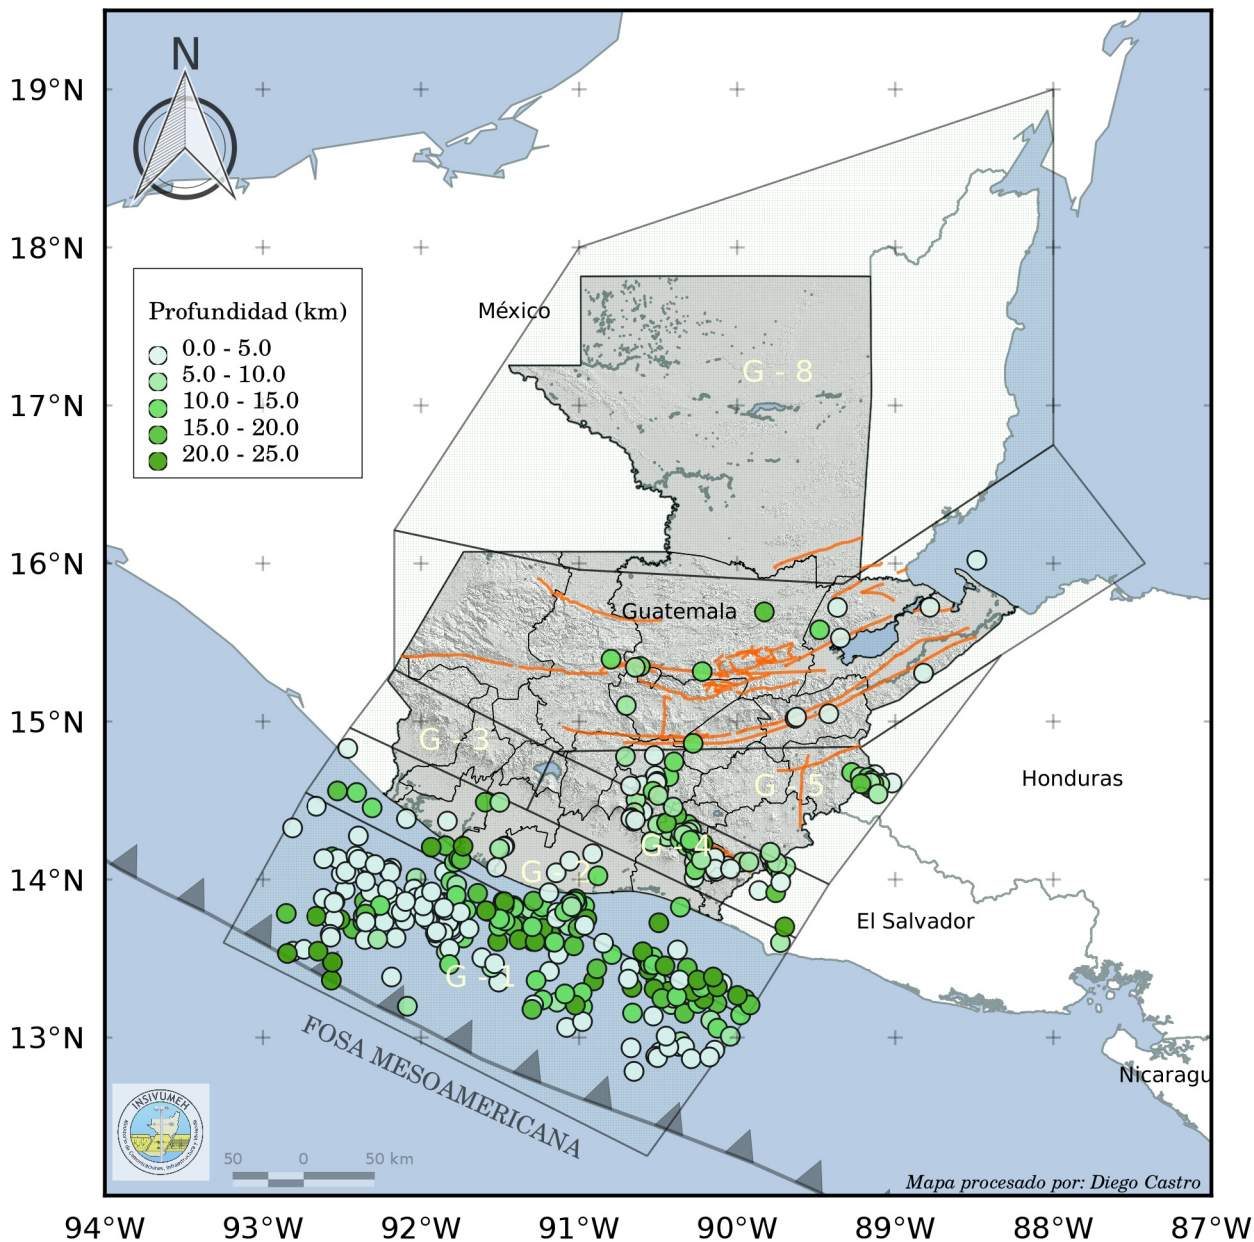 N
19°N
18°N
17°N
16°N
15°N
14°N
13°N
Profundidad (km)
0.0 - 5.0
5.0 - 10.0
10.0 - 15.0
15.0 - 20.0
20.0 - 25.0
México
G - 8
Guatemala
G - 3
G - 5
Honduras
G - 4
G - 2
El Salvador
G - 1
FOSA MESOAMERICANA
Nicaragu
INSIVUMEH
50 0 50 km
Mapa procesado por: Diego Castro
94°W 93°W 92°W 91°W 90°W 89°W 88°W 87°W